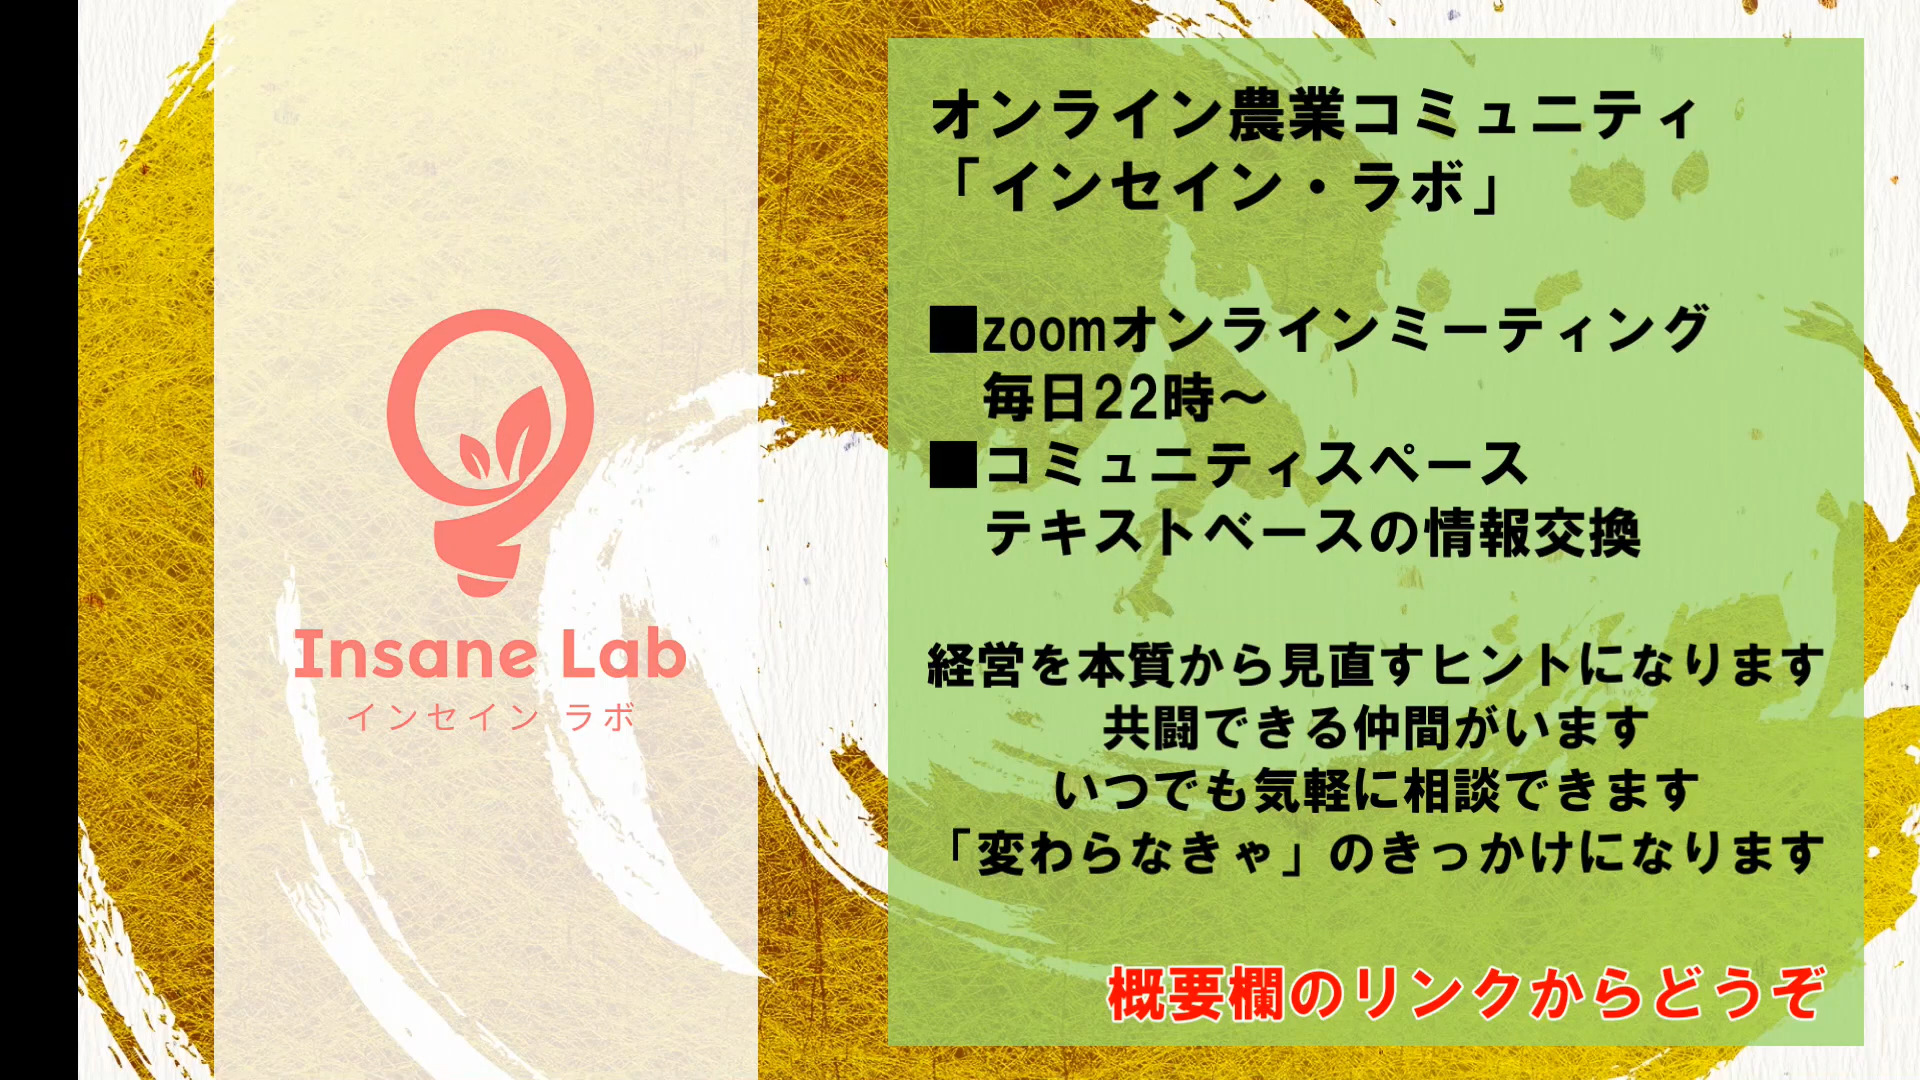 Insane Lab
インセイン ラボ
オンライン農業コミュニティ
「インセイン・ラボ」
■zoomオンラインミーティング
毎日22時～
■コミュニティスペース
テキストベースの情報交換
経営を本質から見直すヒントになります
共闘できる仲間がいます
いつでも気軽に相談できます
「変わらなきゃ」のきっかけになります
概要欄のリンクからどうぞ